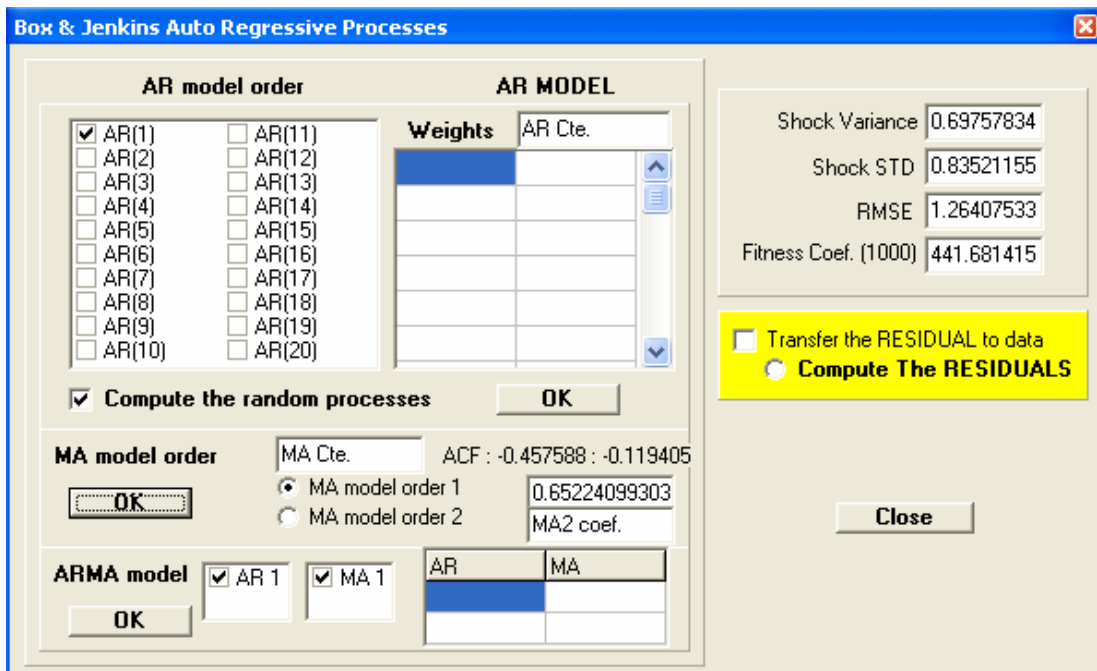 Box & Jenkins Auto Regressive Processes
AR model order
AR MODEL
AR(1)
AR(2)
AR(3)
AR(4)
AR(5)
AR(6)
AR(7)
AR(8)
AR(9)
AR(10)
AR(11)
AR(12)
AR(13)
AR(14)
AR(15)
AR(16)
AR(17)
AR(18)
AR(19)
AR(20)
Weights
AR Cte.
Compute the random processes
OK
MA model order
MA Cte.
ACF : -0.457588 : -0.119405
OK
MA model order 1
0.65224099303
MA model order 2
MA2 coef.
ARMA model
AR 1
MA 1
AR
MA
OK
Shock Variance 0.69757834
Shock STD 0.83521155
RMSE 1.26407533
Fitness Coef. (1000) 441.681415
Transfer the RESIDUAL to data
Compute The RESIDUALS
Close